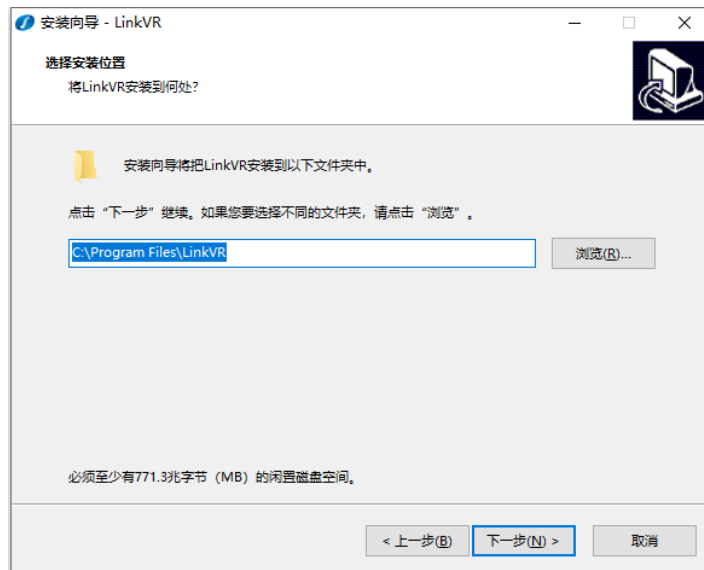 安装向导 - LinkVR
选择安装位置
将LinkVR安装到何处?
安装向导将把LinkVR安装到以下文件夹中。
点击“下一步”继续。如果您要选择不同的文件夹，请点击“浏览”。
C:\Program Files\LinkVR
浏览(R)...
必须至少有771.3兆字节（MB）的闲置磁盘空间。
< 上一步(B)
下一步(N) >
取消